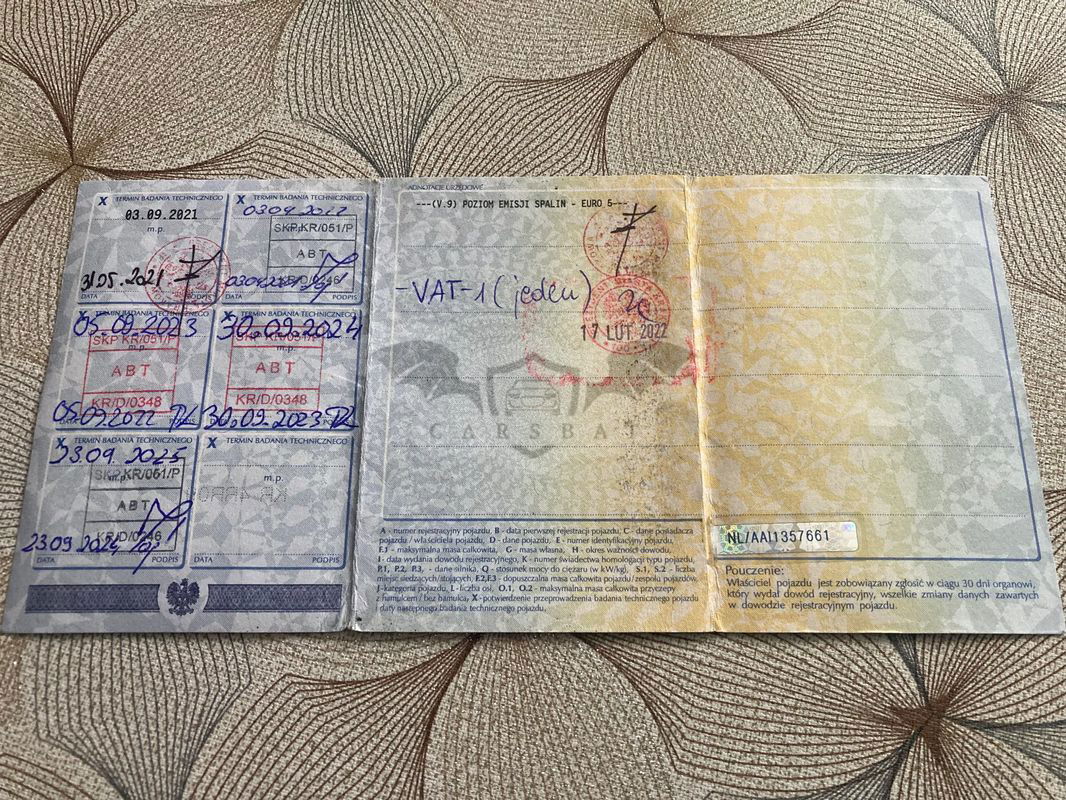 X TERMIN BADANIA TECHNICZNEGO
03.09.2021
m.p.
31.05.2021
DATA PODPIS
X TERMIN BADANIA TECHNICZNEGO
03.09.2022
SKP KR/051/P
ABT
KR/D/0346
PODPIS
X TERMIN BADANIA TECHNICZNEGO
05.09.2023
SKP KR/051/P
m.p.
ABT
KR/D/0348
05.09.2022
X TERMIN BADANIA TECHNICZNEGO
30.09.2024
SKP KR/051/P
m.p.
ABT
KR/D/0348
30.09.2023
X TERMIN BADANIA TECHNICZNEGO
23.09.2025
SKP KR/051/P
m.p.
ABT
KR/D/0346
23.09.2024
DATA PODPIS
X TERMIN BADANIA TECHNICZNEGO
m.p.
DATA PODPIS
ADNOTACJE URZĘDOWE
---(V.9) POZIOM EMISJI SPALIN - EURO 5---
-VAT-1 (jeden)
17 LUT 2022
CARSBAT
A - numer rejestracyjny pojazdu, B - data pierwszej rejestracji pojazdu, C - dane posiadacza
pojazdu / właściciela pojazdu, D - dane pojazdu, E - numer identyfikacyjny pojazdu,
F.1 - maksymalna masa całkowita, G - masa własna, H - okres ważności dowodu,
I - data wydania dowodu rejestracyjnego, K - numer świadectwa homologacji typu pojazdu,
P.1, P.2, P.3, - dane silnika, Q - stosunek mocy do ciężaru (w kW/kg), S.1, S.2 - liczba
miejsc siedzących/stojących, F.2,F.3 - dopuszczalna masa całkowita pojazdu/zespołu pojazdów,
J - kategoria pojazdu, L - liczba osi, O.1, O.2 - maksymalna masa całkowita przyczepy
z hamulcem / bez hamulca, X - potwierdzenie przeprowadzenia badania technicznego pojazdu
daty następnego badania technicznego pojazdu,
NL/AAI1357661
Pouczenie:
Właściciel pojazdu jest zobowiązany zgłosić w ciągu 30 dni organowi,
który wydał dowód rejestracyjny, wszelkie zmiany danych zawartych
w dowodzie rejestracyjnym pojazdu.